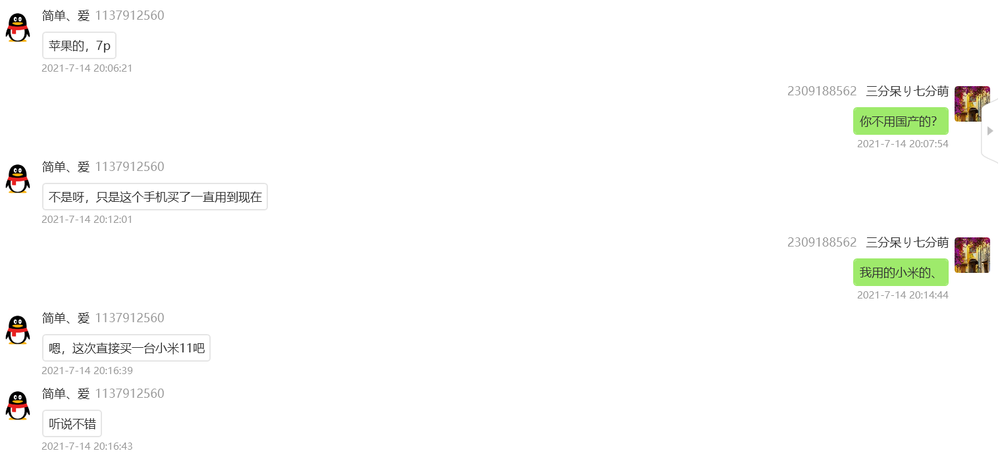 简单、爱 1137912560
苹果的，7p
2021-7-14 20:06:21
2309188562 三分呆り七分萌
你不用国产的？
2021-7-14 20:07:54
简单、爱 1137912560
不是呀，只是这个手机买了一直用到现在
2021-7-14 20:12:01
2309188562 三分呆り七分萌
我用的小米的、
2021-7-14 20:14:44
简单、爱 1137912560
嗯，这次直接买一台小米11吧
2021-7-14 20:16:39
简单、爱 1137912560
听说不错
2021-7-14 20:16:43